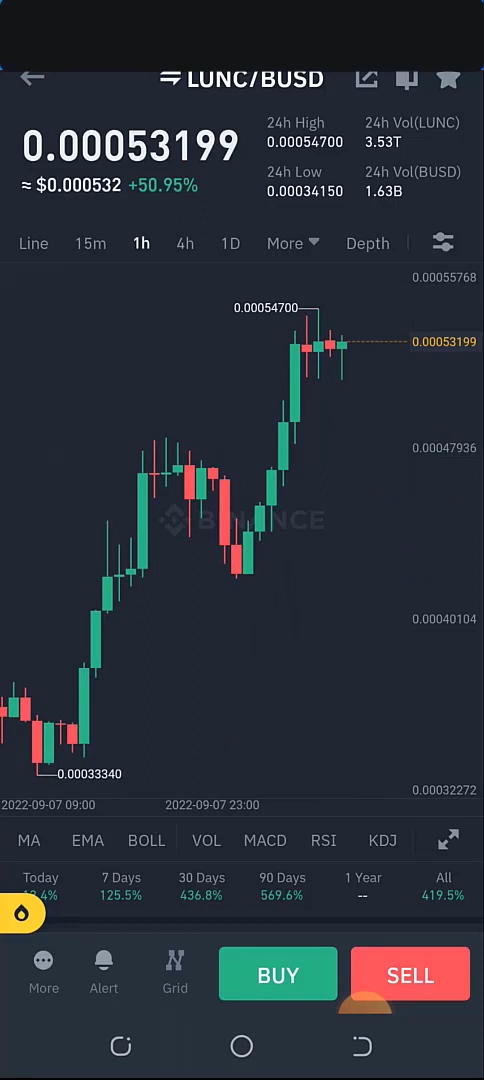 LUNC/BUSD
0.00053199
≈ $0.000532 +50.95%
24h High
0.00054700
24h Vol(LUNC)
3.53T
24h Low
0.00034150
24h Vol(BUSD)
1.63B
Line 15m 1h 4h 1D More Depth
0.00055768
0.00054700
0.00053199
0.00047936
BINANCE
0.00040104
0.00033340
0.00032272
2022-09-07 09:00 2022-09-07 23:00
MA EMA BOLL VOL MACD RSI KDJ
Today 7 Days 30 Days 90 Days 1 Year All
125.5% 436.8% 569.6% -- 419.5%
More Alert Grid BUY SELL